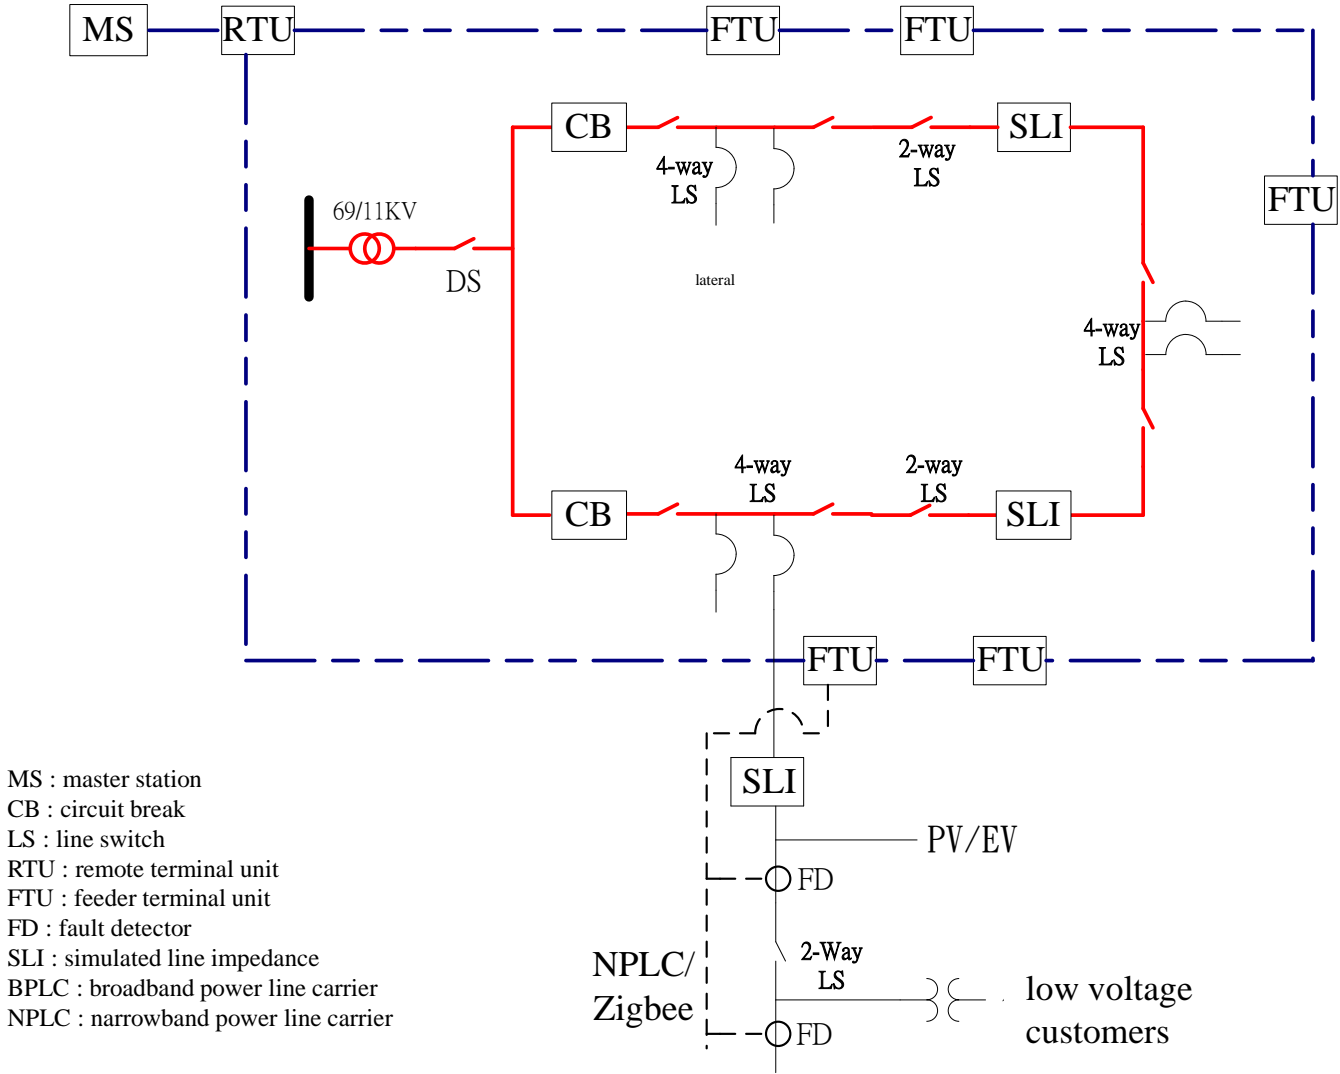 MS
RTU
FTU
FTU
CB
SLI
4-way
LS
2-way
LS
FTU
69/11KV
DS
lateral
4-way
LS
4-way
LS
2-way
LS
CB
SLI
FTU
FTU
SLI
MS : master station
CB : circuit break
LS : line switch
RTU : remote terminal unit
FTU : feeder terminal unit
FD : fault detector
SLI : simulated line impedance
BPLC : broadband power line carrier
NPLC : narrowband power line carrier
PV/EV
FD
NPLC/
Zigbee
2-Way
LS
low voltage
customers
FD